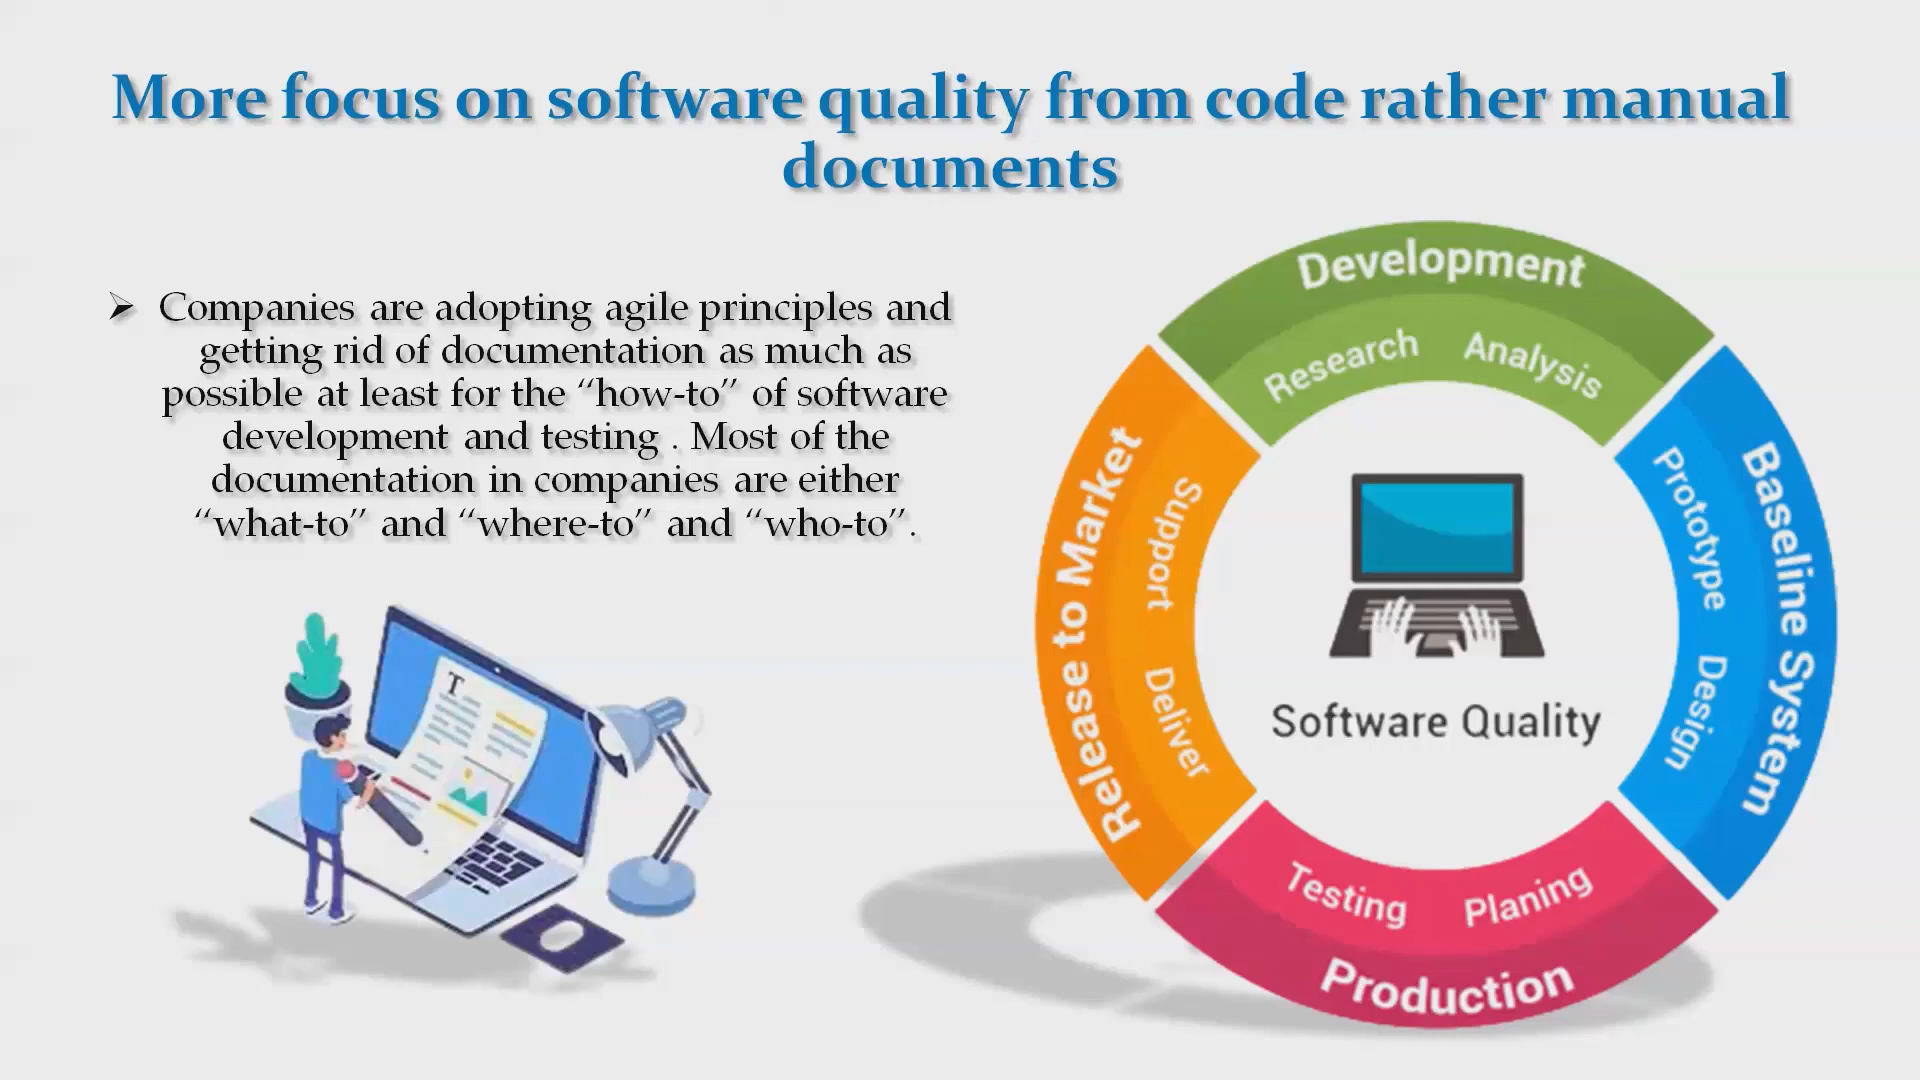 More focus on software quality from code rather manual
documents
Companies are adopting agile principles and
getting rid of documentation as much as
possible at least for the “how-to” of software
development and testing . Most of the
documentation in companies are either
“what-to” and “where-to” and “who-to”.
T
Development
Research Analysis
Baseline System
Prototype Design
Production
Testing Planing
Release to Market
Support Deliver
Software Quality